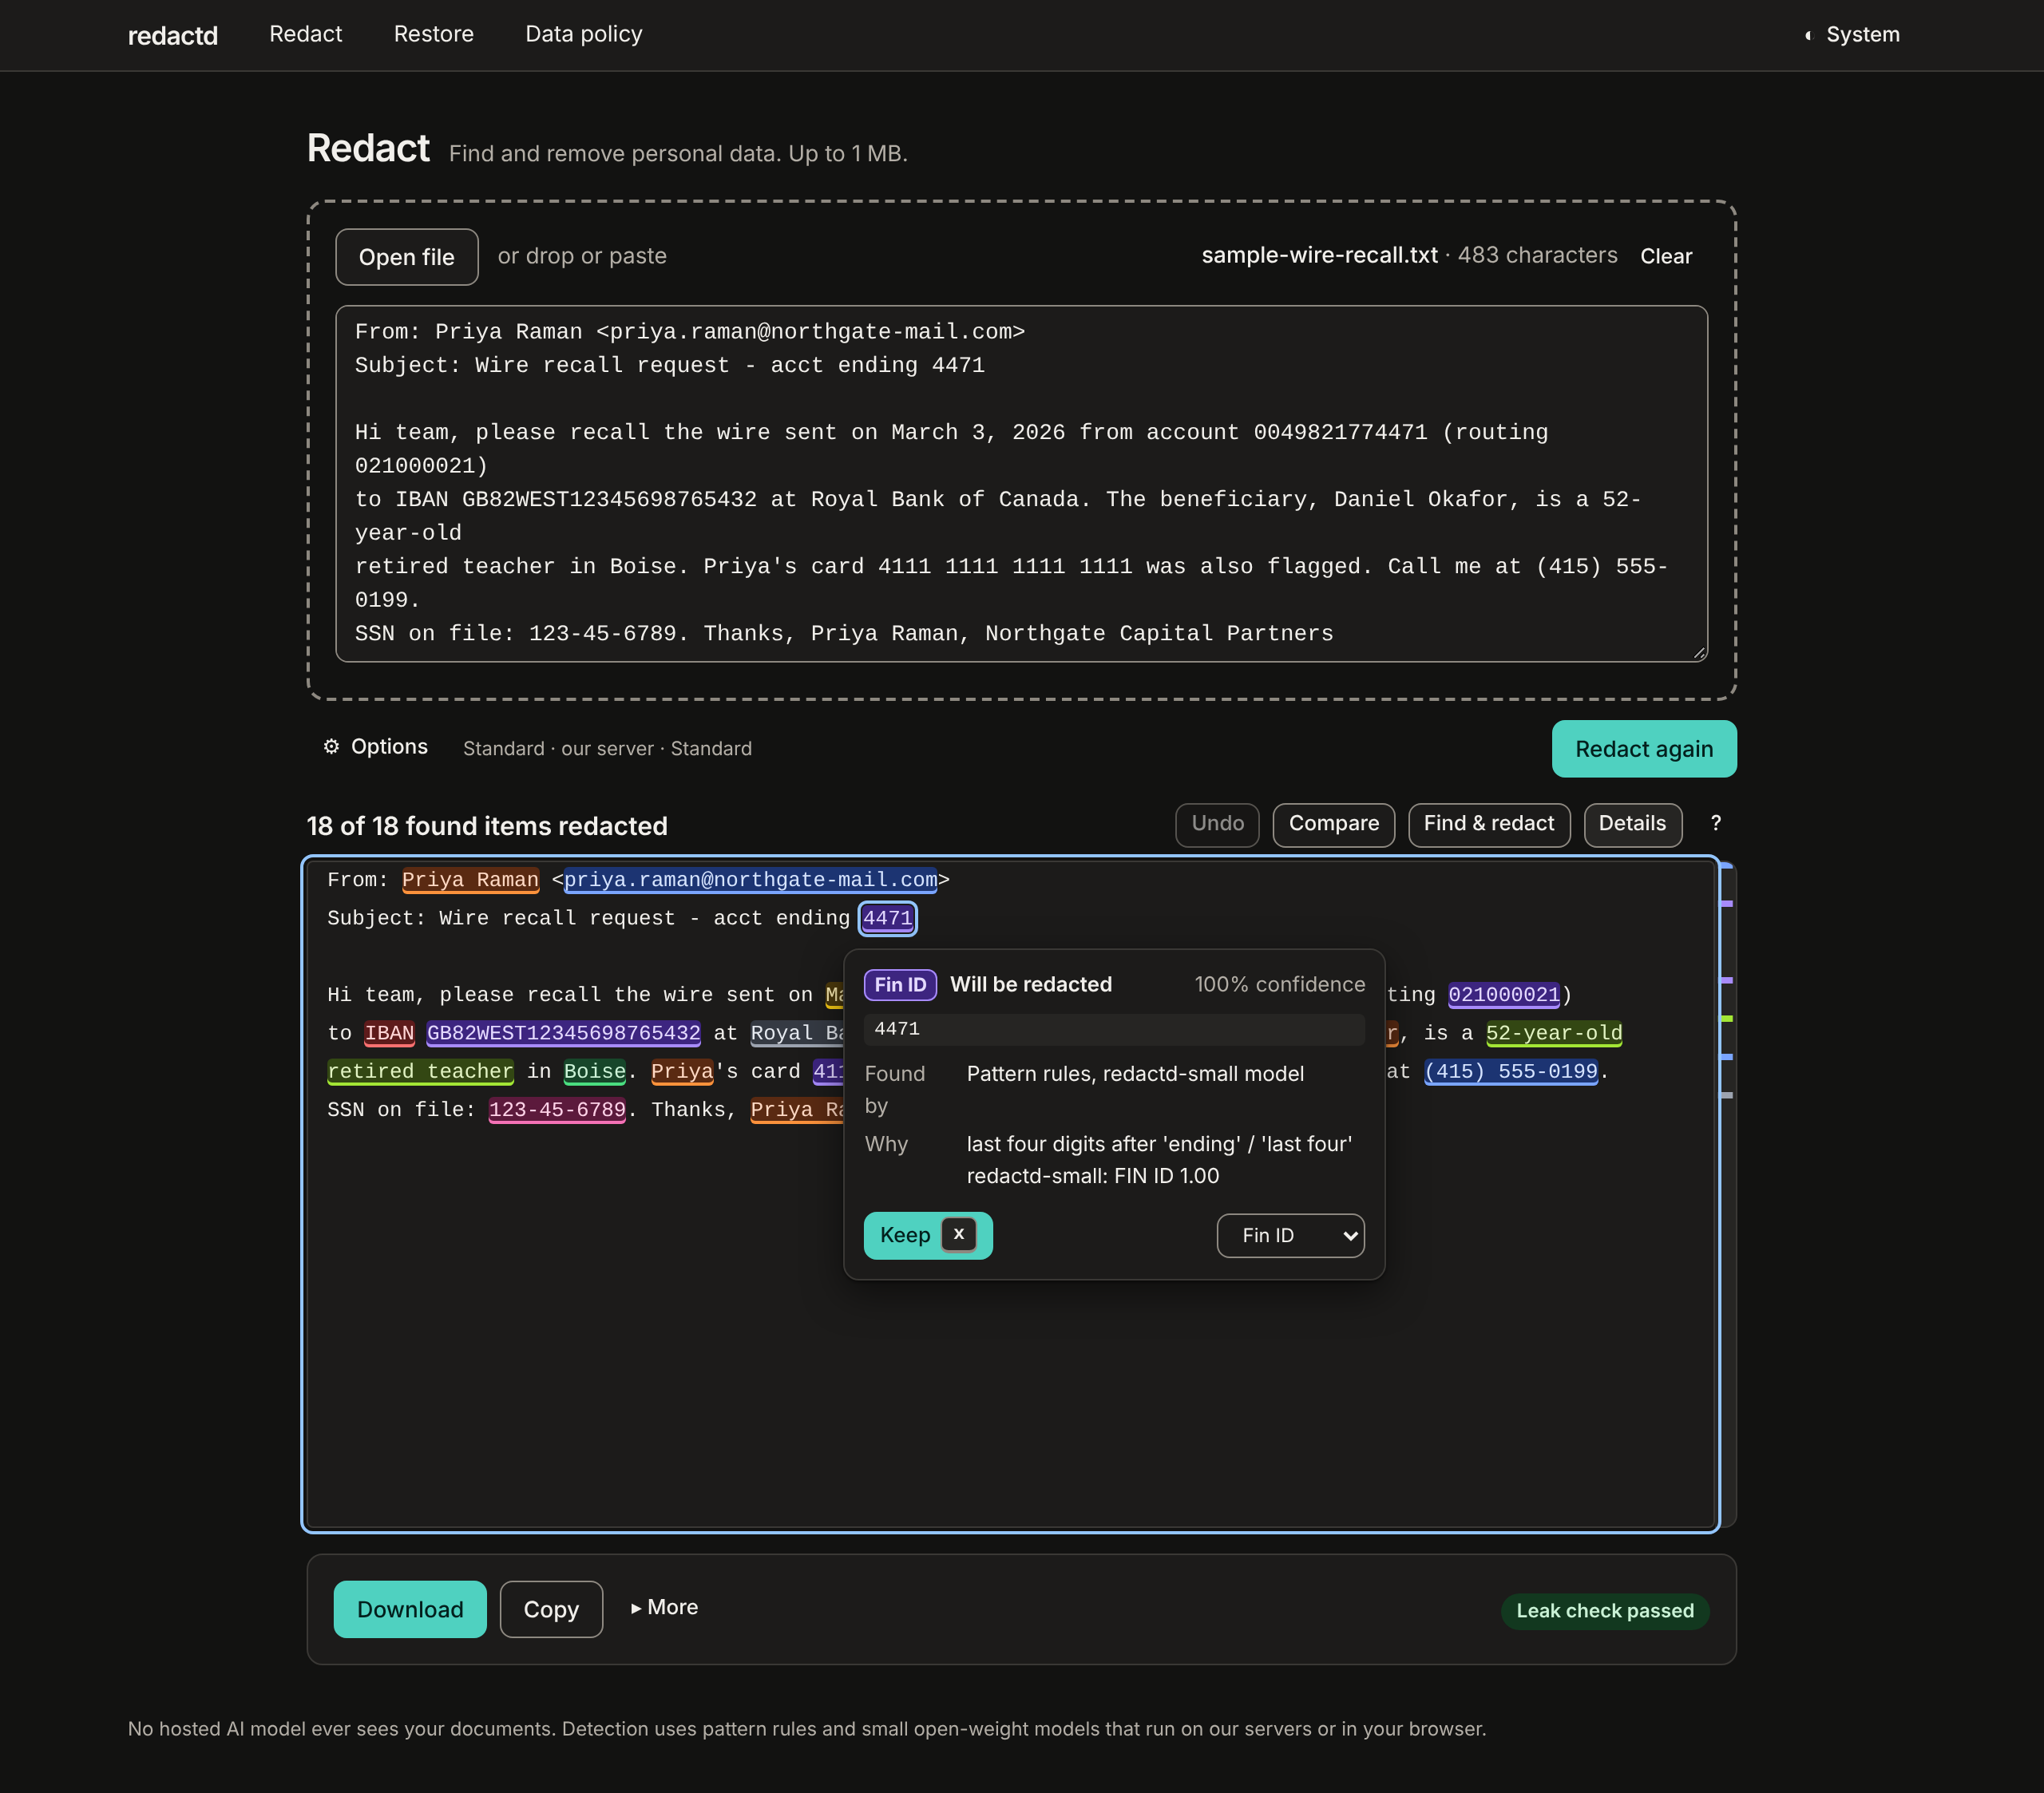 redactd Redact Restore Data policy System
Redact Find and remove personal data. Up to 1 MB.
Open file or drop or paste sample-wire-recall.txt · 483 characters Clear
From: Priya Raman <priya.raman@northgate-mail.com>
Subject: Wire recall request - acct ending 4471
Hi team, please recall the wire sent on March 3, 2026 from account 0049821774471 (routing
021000021)
to IBAN GB82WEST12345698765432 at Royal Bank of Canada. The beneficiary, Daniel Okafor, is a 52-
year-old
retired teacher in Boise. Priya's card 4111 1111 1111 1111 was also flagged. Call me at (415) 555-
0199.
SSN on file: 123-45-6789. Thanks, Priya Raman, Northgate Capital Partners
Options Standard · our server · Standard Redact again
18 of 18 found items redacted Undo Compare Find & redact Details ?
From: Priya Raman <priya.raman@northgate-mail.com>
Subject: Wire recall request - acct ending 4471
Hi team, please recall the wire sent on Ma ting 021000021)
to IBAN GB82WEST12345698765432 at Royal Ba r, is a 52-year-old
retired teacher in Boise. Priya's card 411 at (415) 555-0199.
SSN on file: 123-45-6789. Thanks, Priya Ra
Fin ID Will be redacted 100% confidence
4471
Found by Pattern rules, redactd-small model
Why last four digits after 'ending' / 'last four'
redactd-small: FIN ID 1.00
Keep x Fin ID
Download Copy ▸ More Leak check passed
No hosted AI model ever sees your documents. Detection uses pattern rules and small open-weight models that run on our servers or in your browser.